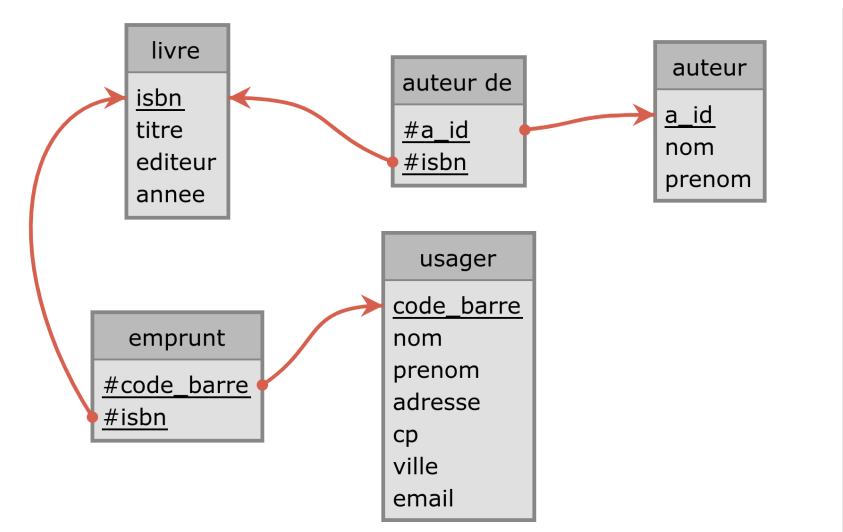 livre
isbn
titre
editeur
annee
auteur de
#a_id
#isbn
auteur
a_id
nom
prenom
emprunt
#code_barre
#isbn
usager
code_barre
nom
prenom
adresse
cp
ville
email